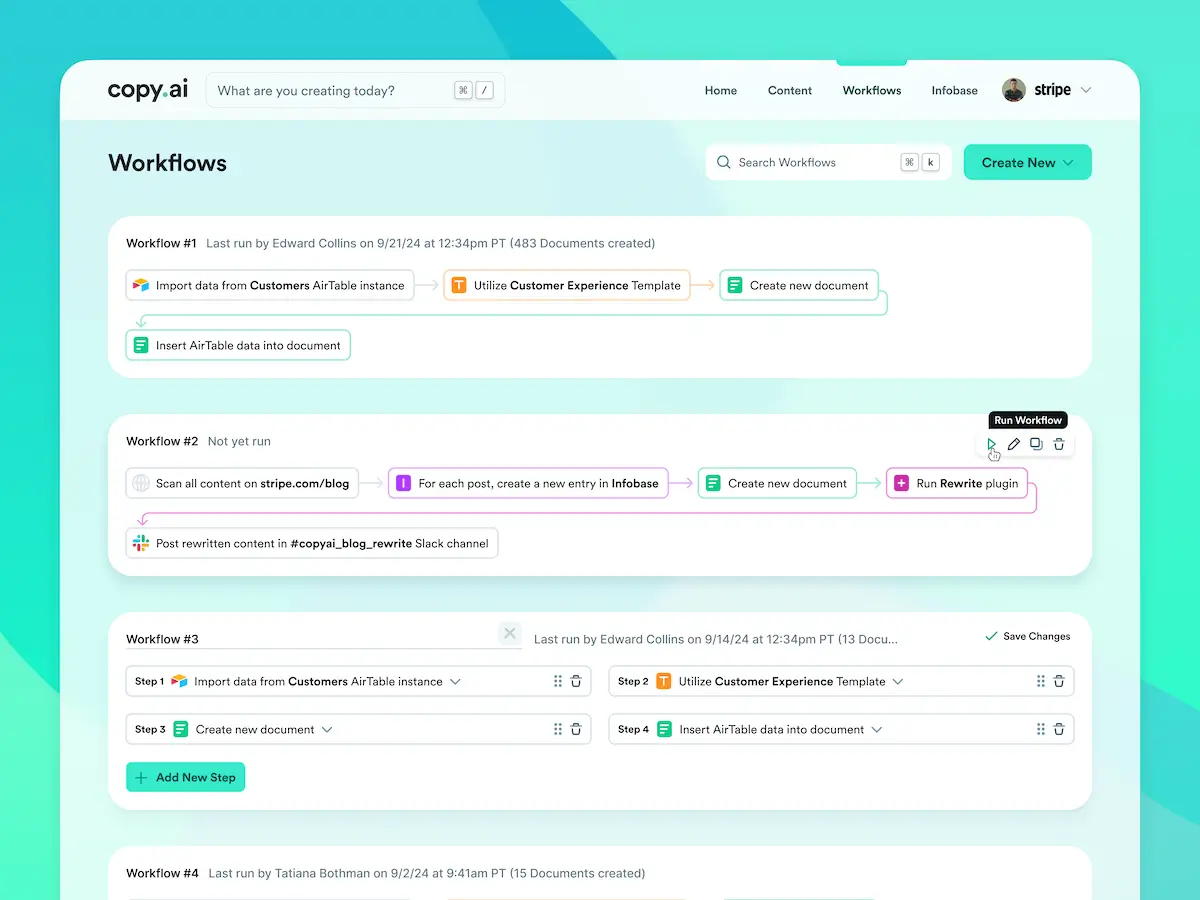 copy.ai What are you creating today? ⌘ / Home Content Workflows Infobase stripe
Workflows Search Workflows ⌘ k Create New
Workflow #1 Last run by Edward Collins on 9/21/24 at 12:34pm PT (483 Documents created)
Import data from Customers AirTable instance T Utilize Customer Experience Template Create new document
Insert AirTable data into document
Run Workflow
Workflow #2 Not yet run
Scan all content on stripe.com/blog I For each post, create a new entry in Infobase Create new document Run Rewrite plugin
Post rewritten content in #copyai_blog_rewrite Slack channel
Workflow #3 Last run by Edward Collins on 9/14/24 at 12:34pm PT (13 Docu... Save Changes
Step 1 Import data from Customers AirTable instance Step 2 T Utilize Customer Experience Template
Step 3 Create new document Step 4 Insert AirTable data into document
Add New Step
Workflow #4 Last run by Tatiana Bothman on 9/2/24 at 9:41am PT (15 Documents created)